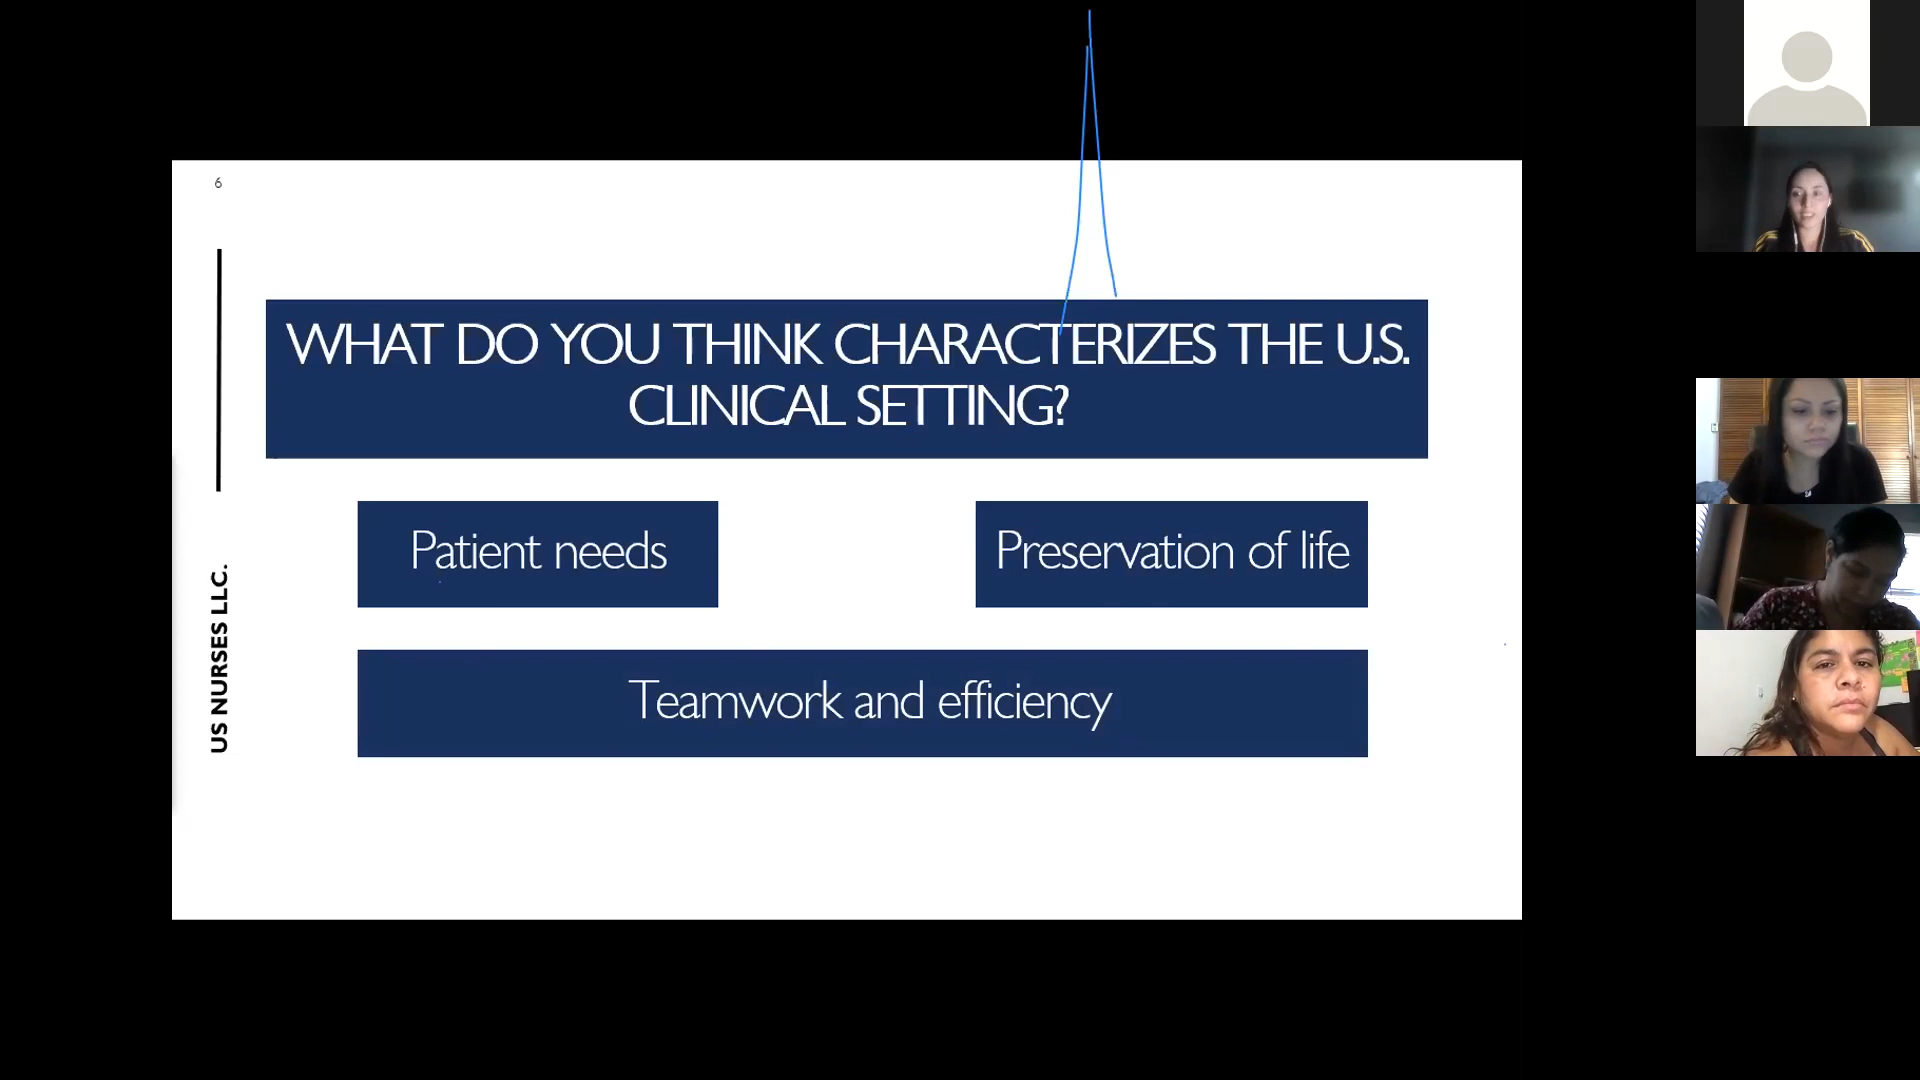 6
WHAT DO YOU THINK CHARACTERIZES THE U.S.
CLINICAL SETTING?
Patient needs
Preservation of life
Teamwork and efficiency
US NURSES LLC.